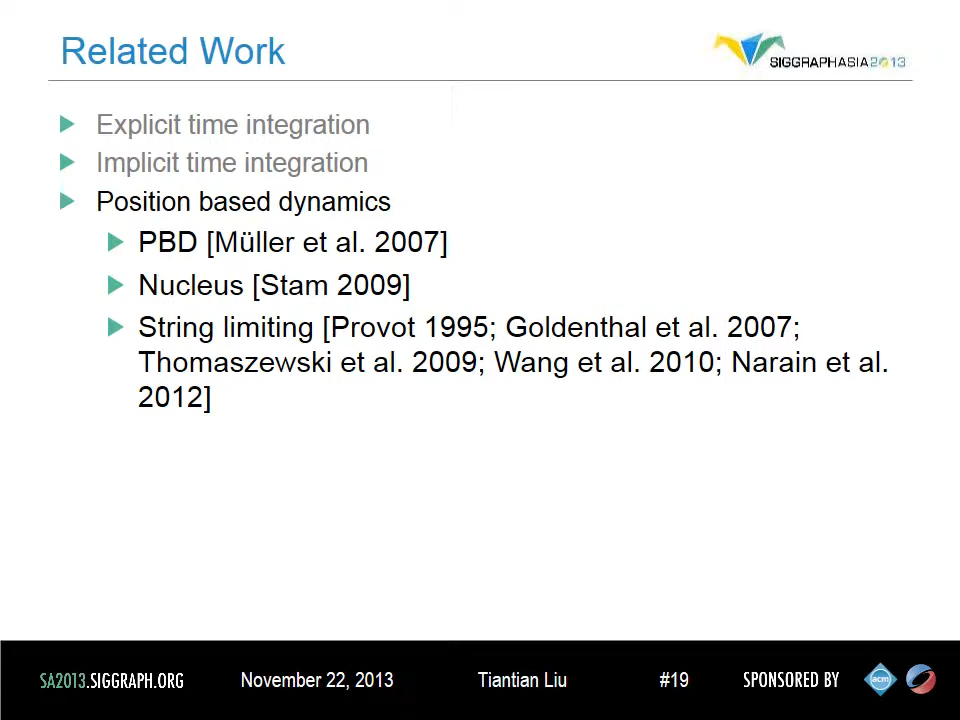 Related Work
SIGGRAPHASIA2013
Explicit time integration
Implicit time integration
Position based dynamics
PBD [Müller et al. 2007]
Nucleus [Stam 2009]
String limiting [Provot 1995; Goldenthal et al. 2007;
Thomaszewski et al. 2009; Wang et al. 2010; Narain et al.
2012]
SA2013.SIGGRAPH.ORG
November 22, 2013
Tiantian Liu
#19
SPONSORED BY
acm